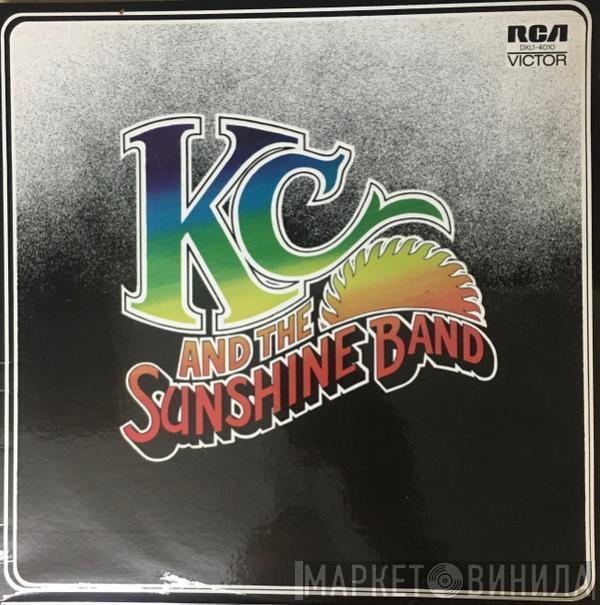 RCA
DXL1-4010
VICTOR
KC
AND THE
SUNSHINE BAND
МАРКЕТ ВИНИЛА